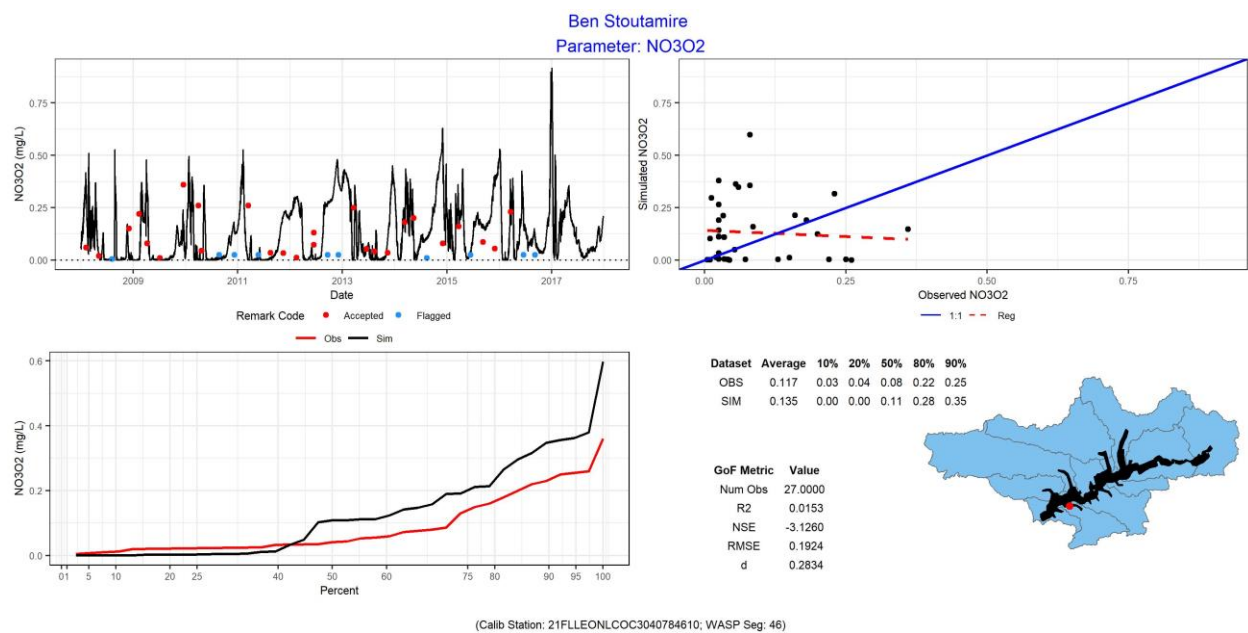 Ben Stoutamire
Parameter: NO3O2
NO3O2 (mg/L)
0.75
0.50
0.25
0.00
2009 2011 2013 2015 2017
Date
Remark Code Accepted Flagged
Simulated NO3O2
0.75
0.50
0.25
0.00
0.00 0.25 0.50 0.75
Observed NO3O2
1:1 Reg
Obs Sim
NO3O2 (mg/L)
0.6
0.4
0.2
0.0
0 1 5 10 20 25 40 60 75 80 90 95 100
Percent
Dataset Average 10% 20% 50% 80% 90%
OBS 0.117 0.03 0.04 0.08 0.22 0.25
SIM 0.135 0.00 0.00 0.11 0.28 0.35
GoF Metric Value
Num Obs 27.0000
R2 0.0153
NSE -3.1260
RMSE 0.1924
d 0.2834
(Calib Station: 21FLLEONLCOC3040784610; WASP Seg: 46)